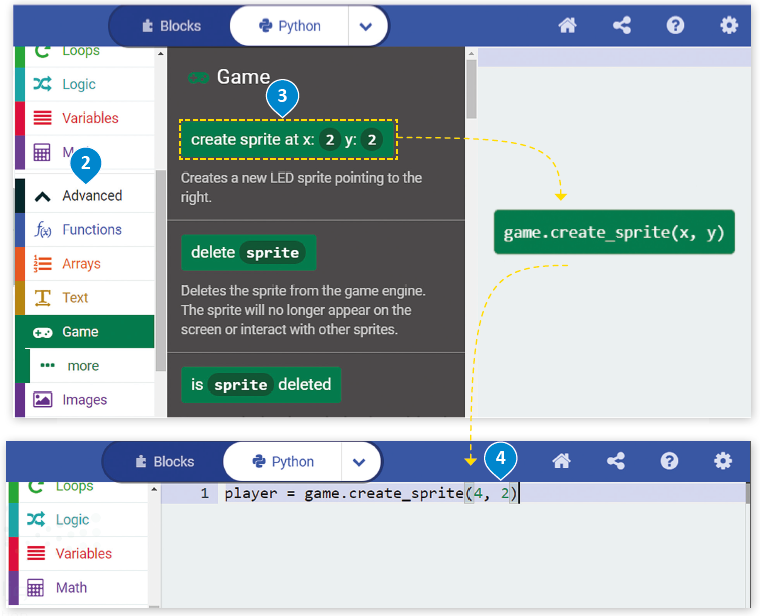 Blocks
Python
Loops
Logic
Variables
M
2
Advanced
Functions
Arrays
Text
Game
more
Images
Game
3
create sprite at x: 2 y: 2
Creates a new LED sprite pointing to the
right.
delete sprite
Deletes the sprite from the game engine.
The sprite will no longer appear on the
screen or interact with other sprites.
is sprite deleted
game.create_sprite(x, y)
Blocks
Python
4
Loops
Logic
Variables
Math
1 player = game.create_sprite(4, 2)